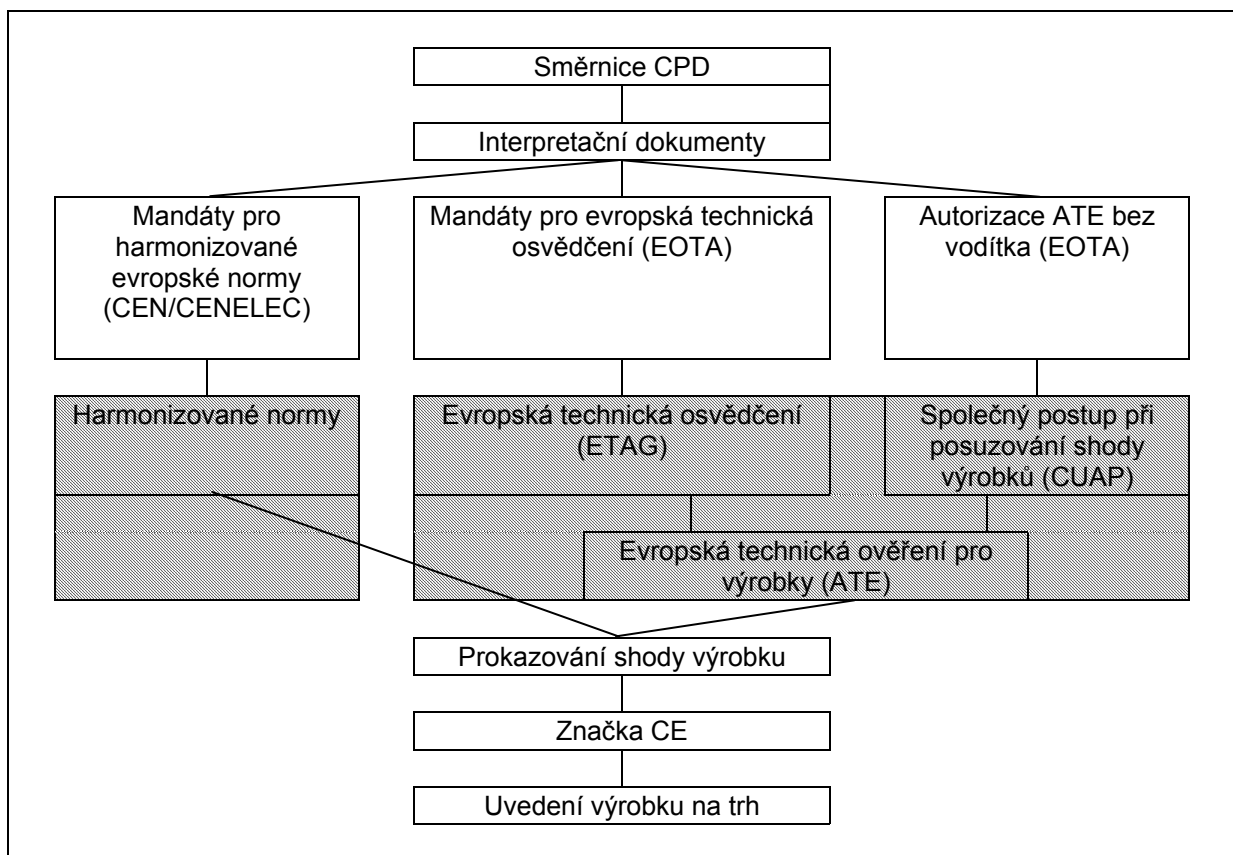 Směrnice CPD
Interpretační dokumenty
Mandáty pro
harmonizované
evropské normy
(CEN/CENELEC)
Mandáty pro evropská technická
osvědčení (EOTA)
Autorizace ATE bez
vodítka (EOTA)
Harmonizované normy
Evropská technická osvědčení
(ETAG)
Společný postup při
posuzování shody
výrobků (CUAP)
Evropská technická ověření pro
výrobky (ATE)
Prokazování shody výrobku
Značka CE
Uvedení výrobku na trh